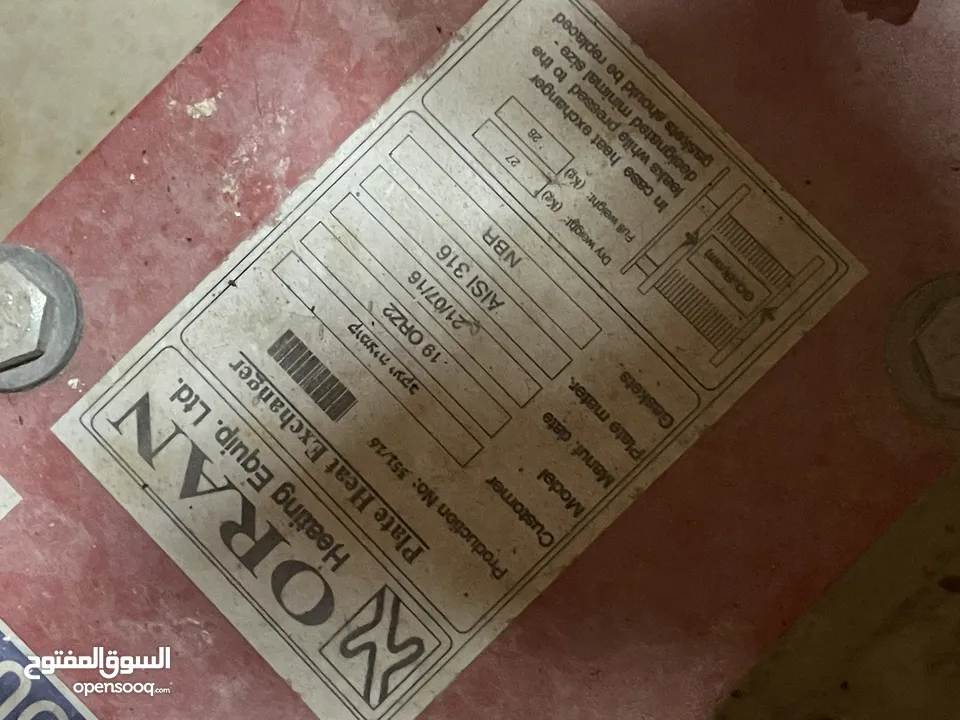 ORAN
Heating Equip. Ltd.
Plate Heat Exchanger
Production No: 351/16
Customer
Model 19 ORZ2
Manuf. date 21/07/16
Plate mater. AISI 316
Gaskets NBR
Dry weight: (Kg) 27
Full weight: (Kg) 28
In case heat exchanger
leaks while pressed to the
designated minimal size -
gaskets should be replaced
السوق المفتوح
opensooq.com